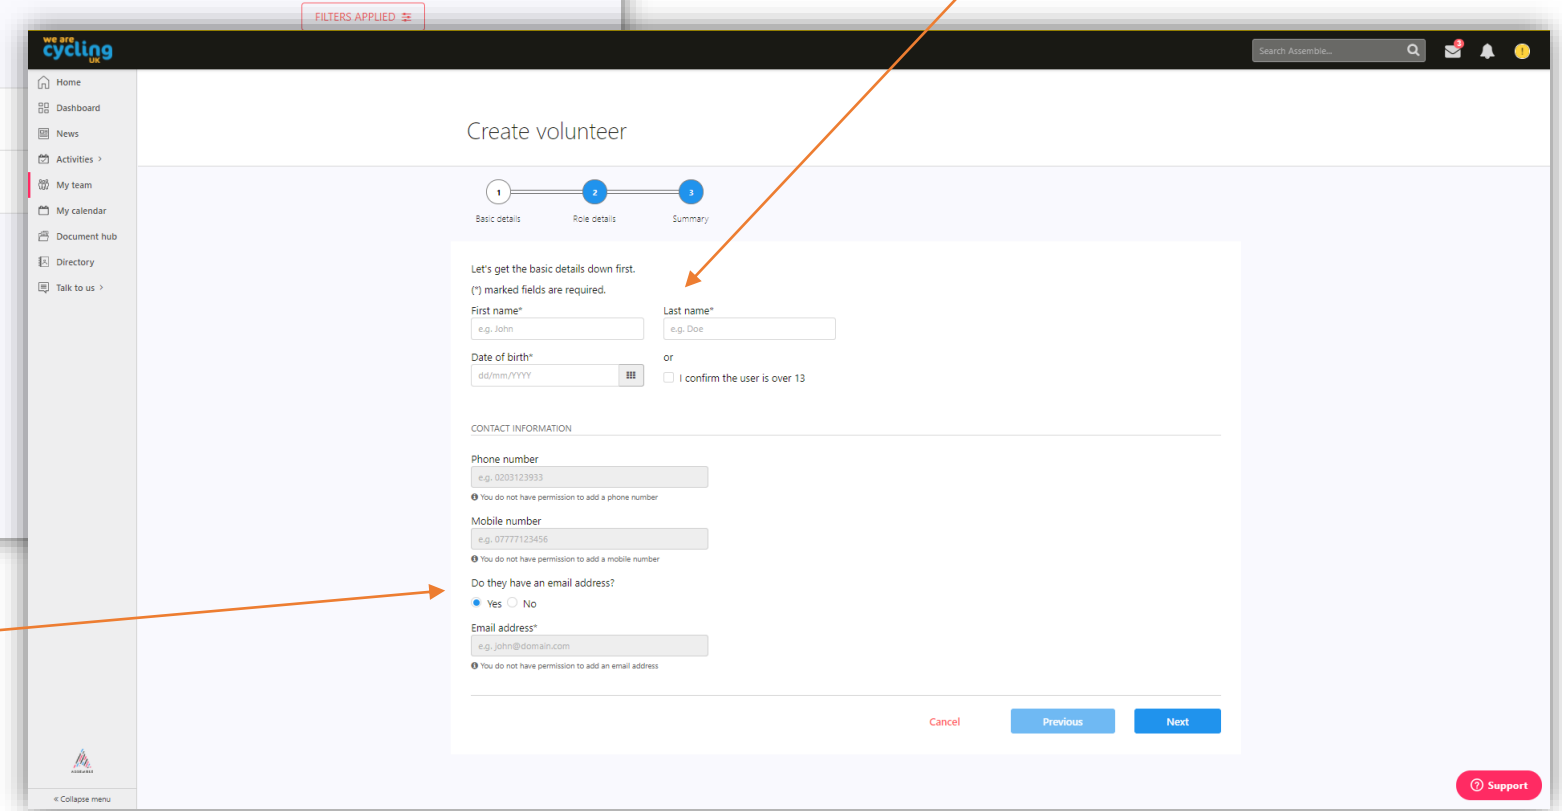 FILTERS APPLIED
we are
cycling
UK
Search Assemble...
3
!
Home
Dashboard
News
Activities >
My team
My calendar
Document hub
Directory
Talk to us >
Create volunteer
1 2 3
Basic details Role details Summary
Let's get the basic details down first.
(*) marked fields are required.
First name* Last name*
e.g. John e.g. Doe
Date of birth* or
dd/mm/YYYY I confirm the user is over 13
CONTACT INFORMATION
Phone number
e.g. 0203123933
You do not have permission to add a phone number
Mobile number
e.g. 07777123456
You do not have permission to add a mobile number
Do they have an email address?
Yes No
Email address*
e.g. john@domain.com
You do not have permission to add an email address
Cancel Previous Next
« Collapse menu
? Support